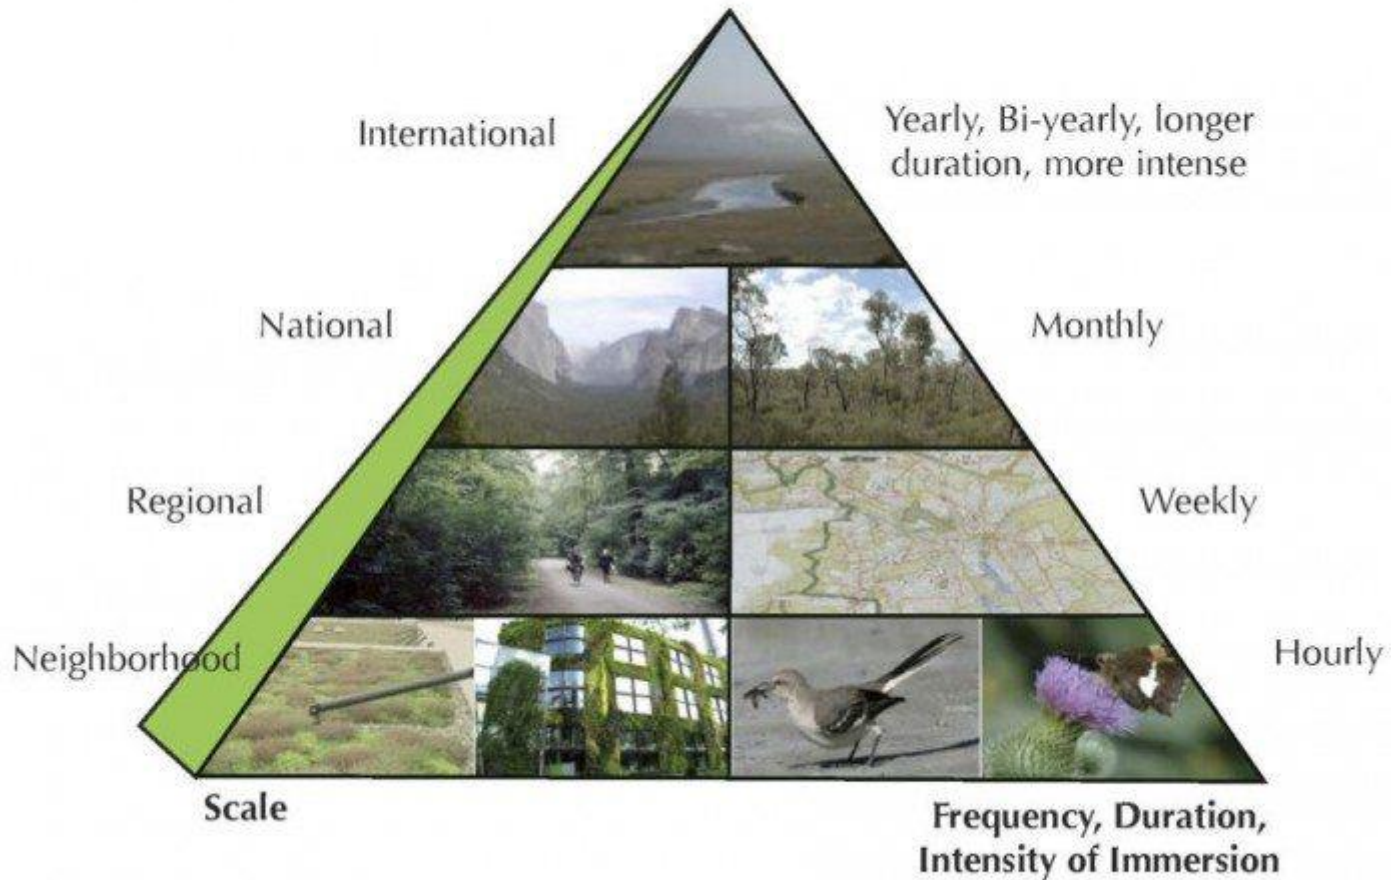 International
Yearly, Bi-yearly, longer
duration, more intense
National
Monthly
Regional
Weekly
Neighborhood
Hourly
Scale
Frequency, Duration,
Intensity of Immersion